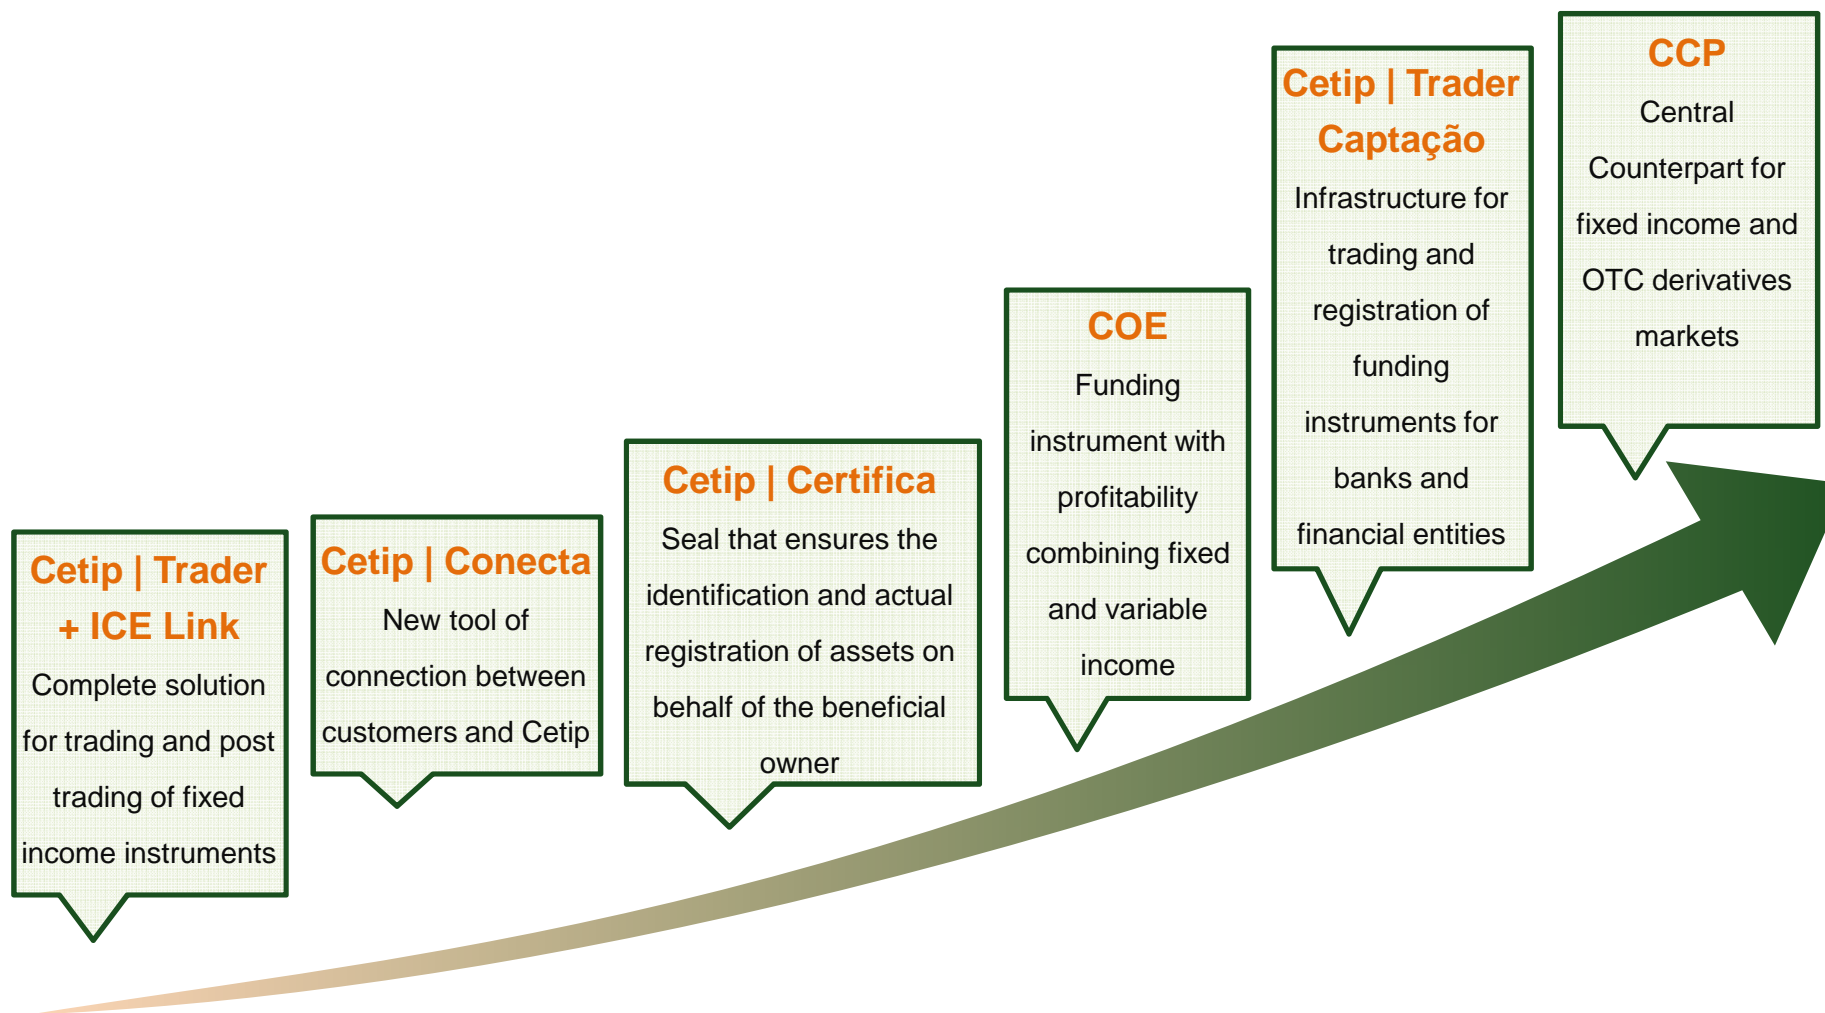 Cetip | Trader
+ ICE Link
Complete solution
for trading and post
trading of fixed
income instruments
Cetip | Conecta
New tool of
connection between
customers and Cetip
Cetip | Certifica
Seal that ensures the
identification and actual
registration of assets on
behalf of the beneficial
owner
COE
Funding
instrument with
profitability
combining fixed
and variable
income
Cetip | Trader
Captação
Infrastructure for
trading and
registration of
funding
instruments for
banks and
financial entities
CCP
Central
Counterpart for
fixed income and
OTC derivatives
markets